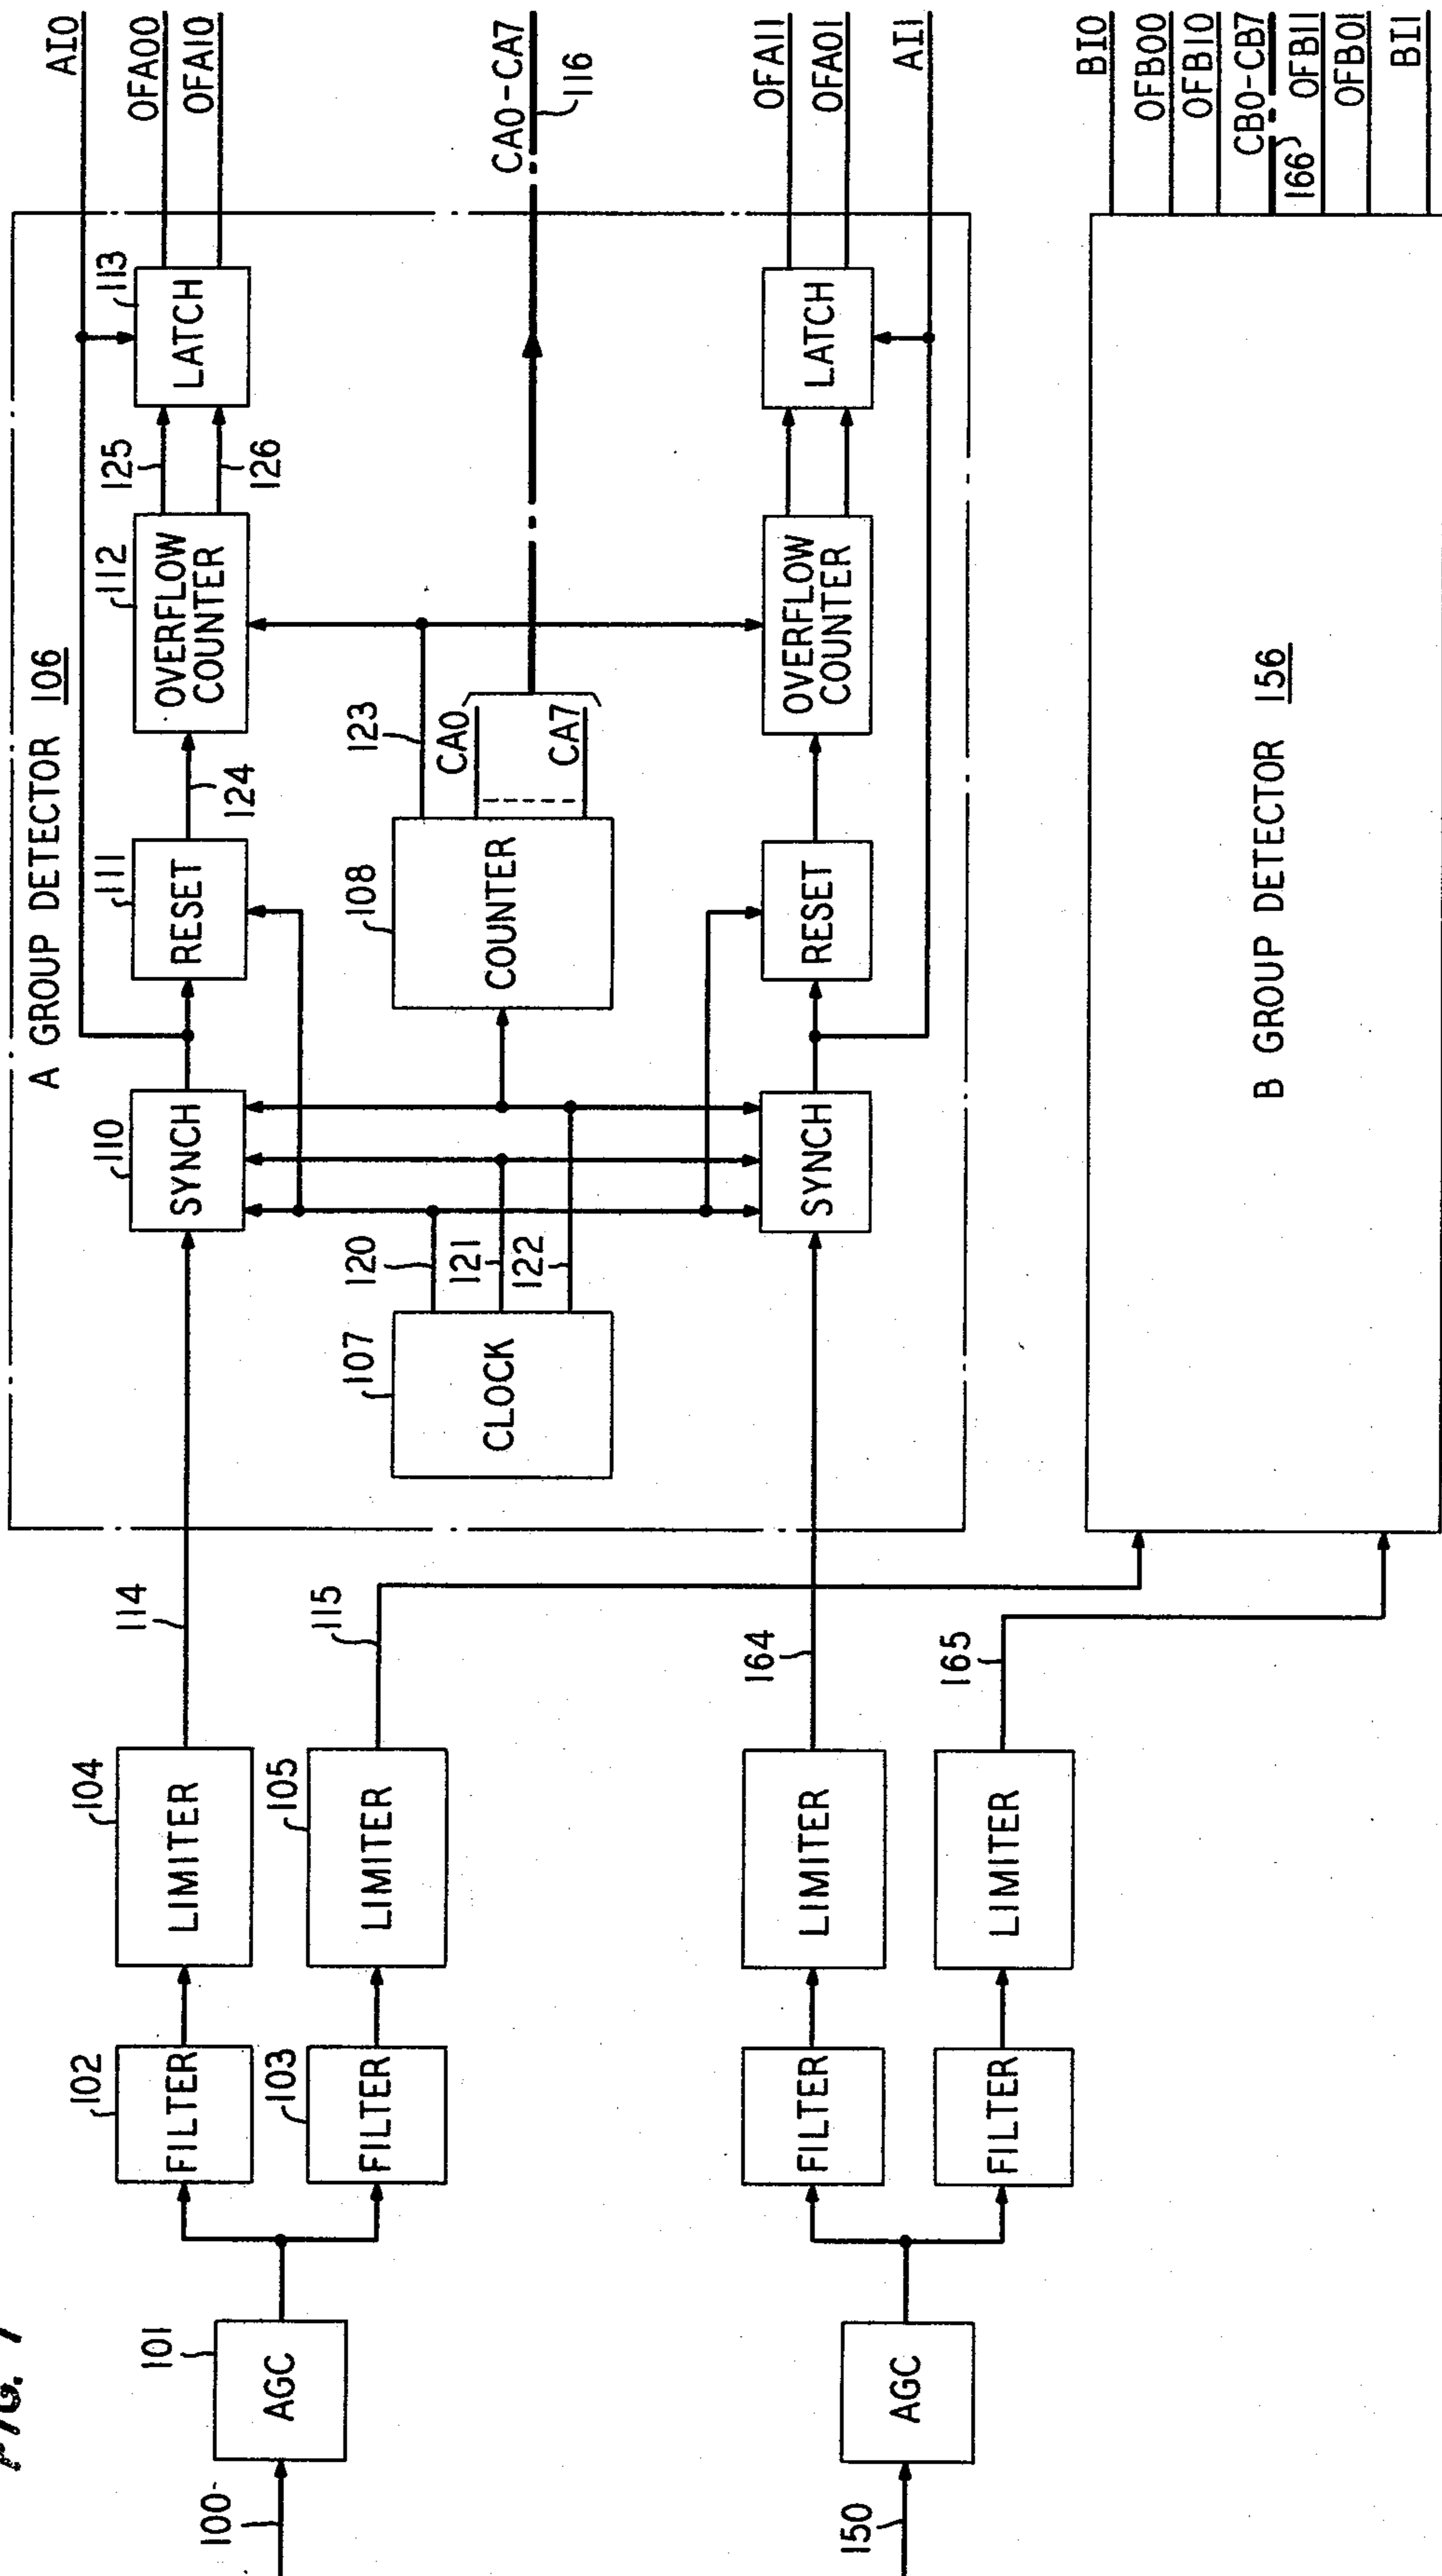 FIG. 1
A GROUP DETECTOR 106
AI0
OFA00
OFA10
100
101
AGC
102
FILTER
104
LIMITER
114
110
SYNCH
111
RESET
124
112
OVERFLOW
COUNTER
125
126
113
LATCH
103
FILTER
105
LIMITER
115
107
CLOCK
120
121
122
108
COUNTER
123
CA0
CA7
CA0-CA7
116
150
AGC
FILTER
LIMITER
164
SYNCH
RESET
OVERFLOW
COUNTER
LATCH
OFA11
OFA01
AI1
FILTER
LIMITER
165
B GROUP DETECTOR 156
BI0
OFB00
OFB10
CB0-CB7
166
OFB11
OFB01
BI1